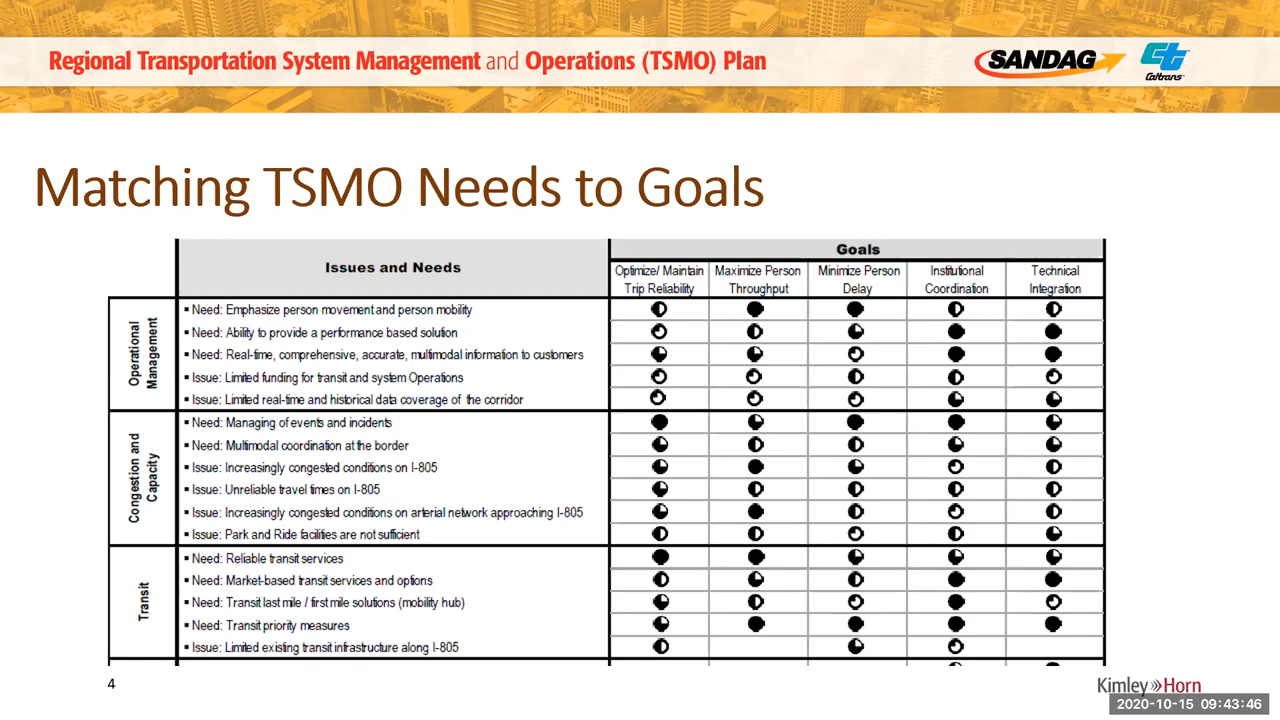 Regional Transportation System Management and Operations (TSMO) Plan
SANDAG
Caltrans
Matching TSMO Needs to Goals
Issues and Needs
Goals
Optimize/ Maintain Trip Reliability
Maximize Person Throughput
Minimize Person Delay
Institutional Coordination
Technical Integration
Operational Management
▪ Need: Emphasize person movement and person mobility
▪ Need: Ability to provide a performance based solution
▪ Need: Real-time, comprehensive, accurate, multimodal information to customers
▪ Issue: Limited funding for transit and system Operations
▪ Issue: Limited real-time and historical data coverage of the corridor
Congestion and Capacity
▪ Need: Managing of events and incidents
▪ Need: Multimodal coordination at the border
▪ Issue: Increasingly congested conditions on I-805
▪ Issue: Unreliable travel times on I-805
▪ Issue: Increasingly congested conditions on arterial network approaching I-805
▪ Issue: Park and Ride facilities are not sufficient
Transit
▪ Need: Reliable transit services
▪ Need: Market-based transit services and options
▪ Need: Transit last mile / first mile solutions (mobility hub)
▪ Need: Transit priority measures
▪ Issue: Limited existing transit infrastructure along I-805
4
Kimley»Horn
2020-10-15 09:43:46